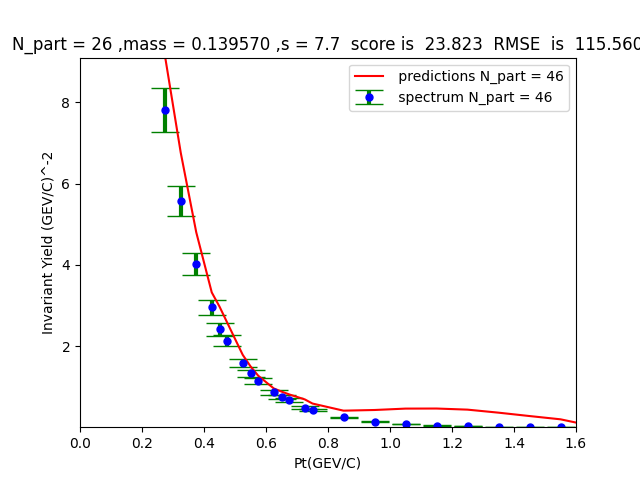 N_part = 26 ,mass = 0.139570 ,s = 7.7  score is  23.823  RMSE  is  115.560
predictions N_part = 46
spectrum N_part = 46
Invariant Yield (GEV/C)^-2
8
6
4
2
0.0 0.2 0.4 0.6 0.8 1.0 1.2 1.4 1.6
Pt(GEV/C)